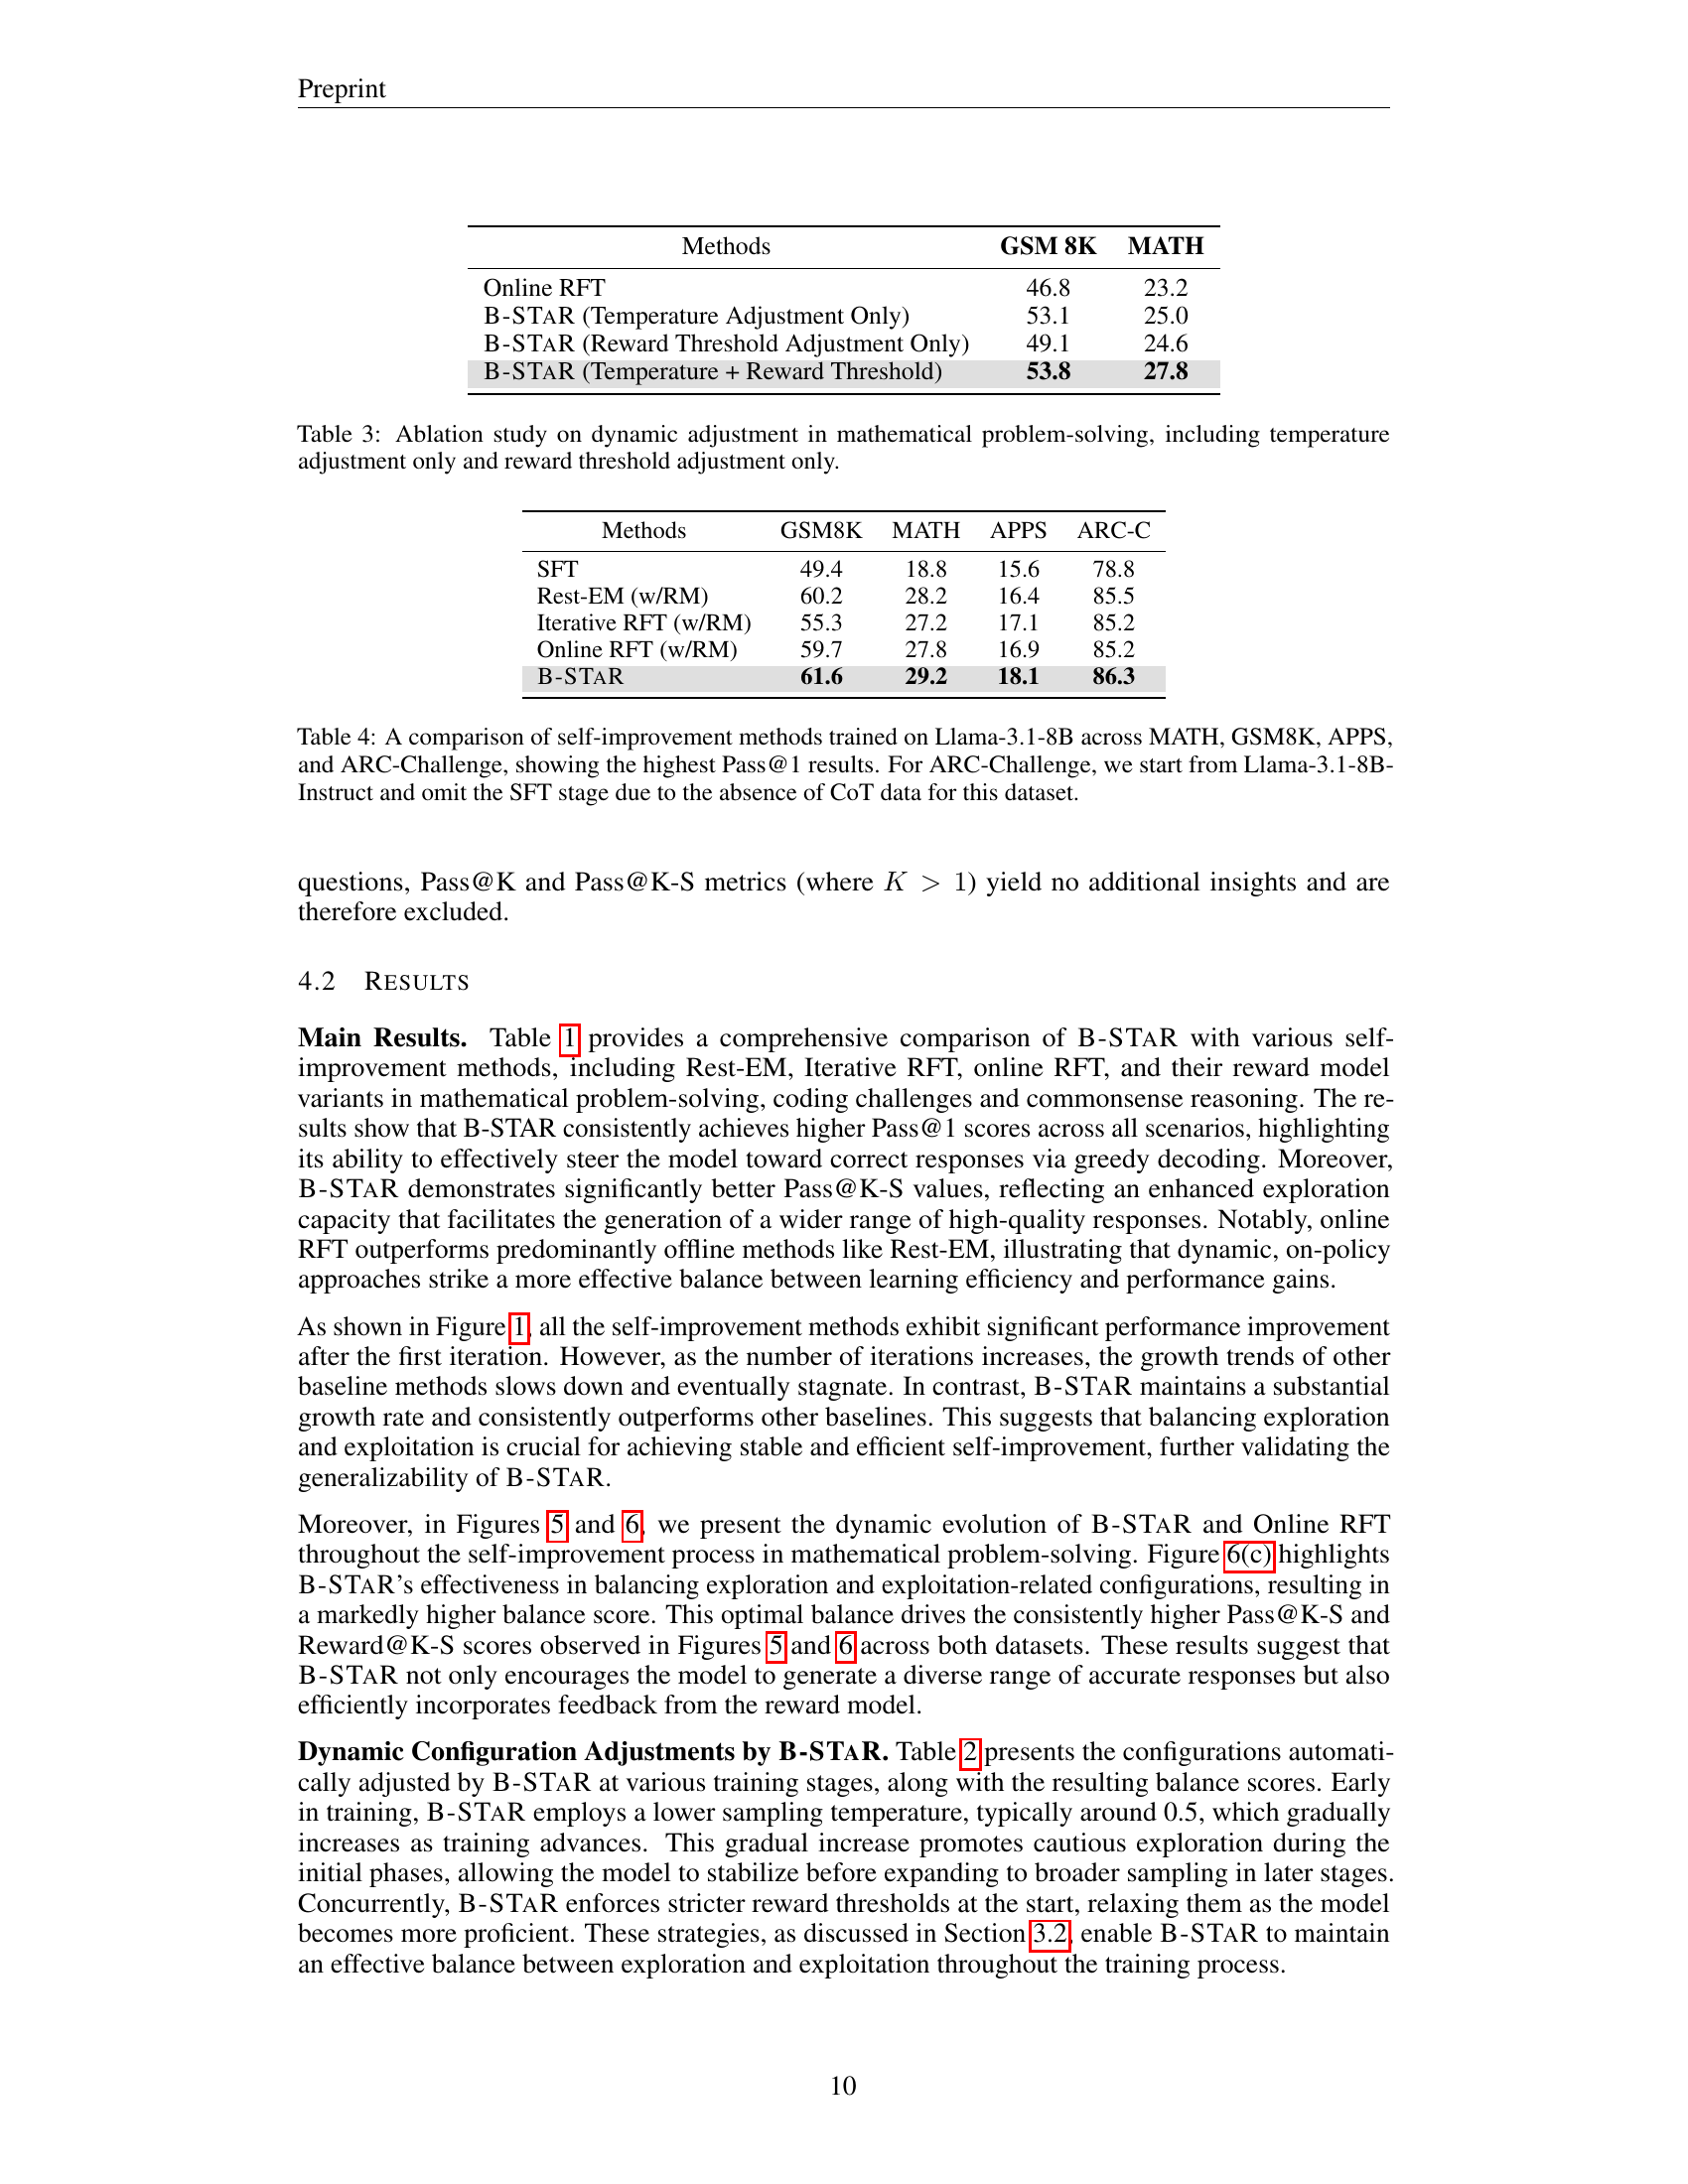 Preprint
Methods GSM 8K MATH
Online RFT 46.8 23.2
B-STAR (Temperature Adjustment Only) 53.1 25.0
B-STAR (Reward Threshold Adjustment Only) 49.1 24.6
B-STAR (Temperature + Reward Threshold) 53.8 27.8
Table 3: Ablation study on dynamic adjustment in mathematical problem-solving, including temperature
adjustment only and reward threshold adjustment only.
Methods GSM8K MATH APPS ARC-C
SFT 49.4 18.8 15.6 78.8
Rest-EM (w/RM) 60.2 28.2 16.4 85.5
Iterative RFT (w/RM) 55.3 27.2 17.1 85.2
Online RFT (w/RM) 59.7 27.8 16.9 85.2
B-STAR 61.6 29.2 18.1 86.3
Table 4: A comparison of self-improvement methods trained on Llama-3.1-8B across MATH, GSM8K, APPS,
and ARC-Challenge, showing the highest Pass@1 results. For ARC-Challenge, we start from Llama-3.1-8B-
Instruct and omit the SFT stage due to the absence of CoT data for this dataset.
questions, Pass@K and Pass@K-S metrics (where K > 1) yield no additional insights and are
therefore excluded.
4.2 RESULTS
Main Results. Table 1 provides a comprehensive comparison of B-STAR with various self-
improvement methods, including Rest-EM, Iterative RFT, online RFT, and their reward model
variants in mathematical problem-solving, coding challenges and commonsense reasoning. The re-
sults show that B-STAR consistently achieves higher Pass@1 scores across all scenarios, highlighting
its ability to effectively steer the model toward correct responses via greedy decoding. Moreover,
B-STAR demonstrates significantly better Pass@K-S values, reflecting an enhanced exploration
capacity that facilitates the generation of a wider range of high-quality responses. Notably, online
RFT outperforms predominantly offline methods like Rest-EM, illustrating that dynamic, on-policy
approaches strike a more effective balance between learning efficiency and performance gains.
As shown in Figure 1, all the self-improvement methods exhibit significant performance improvement
after the first iteration. However, as the number of iterations increases, the growth trends of other
baseline methods slows down and eventually stagnate. In contrast, B-STAR maintains a substantial
growth rate and consistently outperforms other baselines. This suggests that balancing exploration
and exploitation is crucial for achieving stable and efficient self-improvement, further validating the
generalizability of B-STAR.
Moreover, in Figures 5 and 6, we present the dynamic evolution of B-STAR and Online RFT
throughout the self-improvement process in mathematical problem-solving. Figure 6(c) highlights
B-STAR's effectiveness in balancing exploration and exploitation-related configurations, resulting in
a markedly higher balance score. This optimal balance drives the consistently higher Pass@K-S and
Reward@K-S scores observed in Figures 5 and 6 across both datasets. These results suggest that
B-STAR not only encourages the model to generate a diverse range of accurate responses but also
efficiently incorporates feedback from the reward model.
Dynamic Configuration Adjustments by B-STAR. Table 2 presents the configurations automati-
cally adjusted by B-STAR at various training stages, along with the resulting balance scores. Early
in training, B-STAR employs a lower sampling temperature, typically around 0.5, which gradually
increases as training advances. This gradual increase promotes cautious exploration during the
initial phases, allowing the model to stabilize before expanding to broader sampling in later stages.
Concurrently, B-STAR enforces stricter reward thresholds at the start, relaxing them as the model
becomes more proficient. These strategies, as discussed in Section 3.2, enable B-STAR to maintain
an effective balance between exploration and exploitation throughout the training process.
10